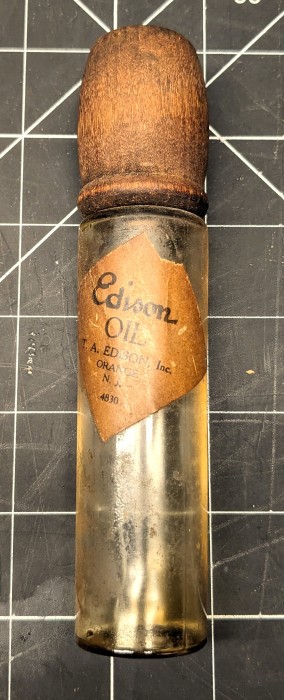 Edison
OIL
T. A. EDISON, Inc.
ORANGE
N. J.
4830